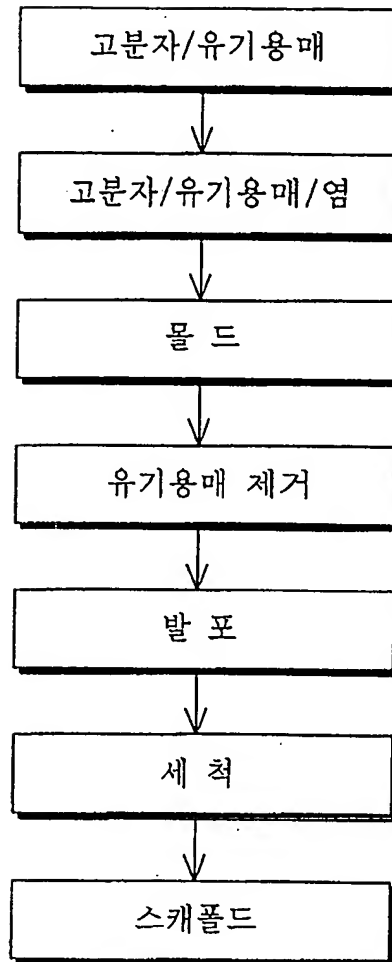 고분자/유기용매
고분자/유기용매/염
몰 드
유기용매 제거
발 포
세 척
스캐폴드